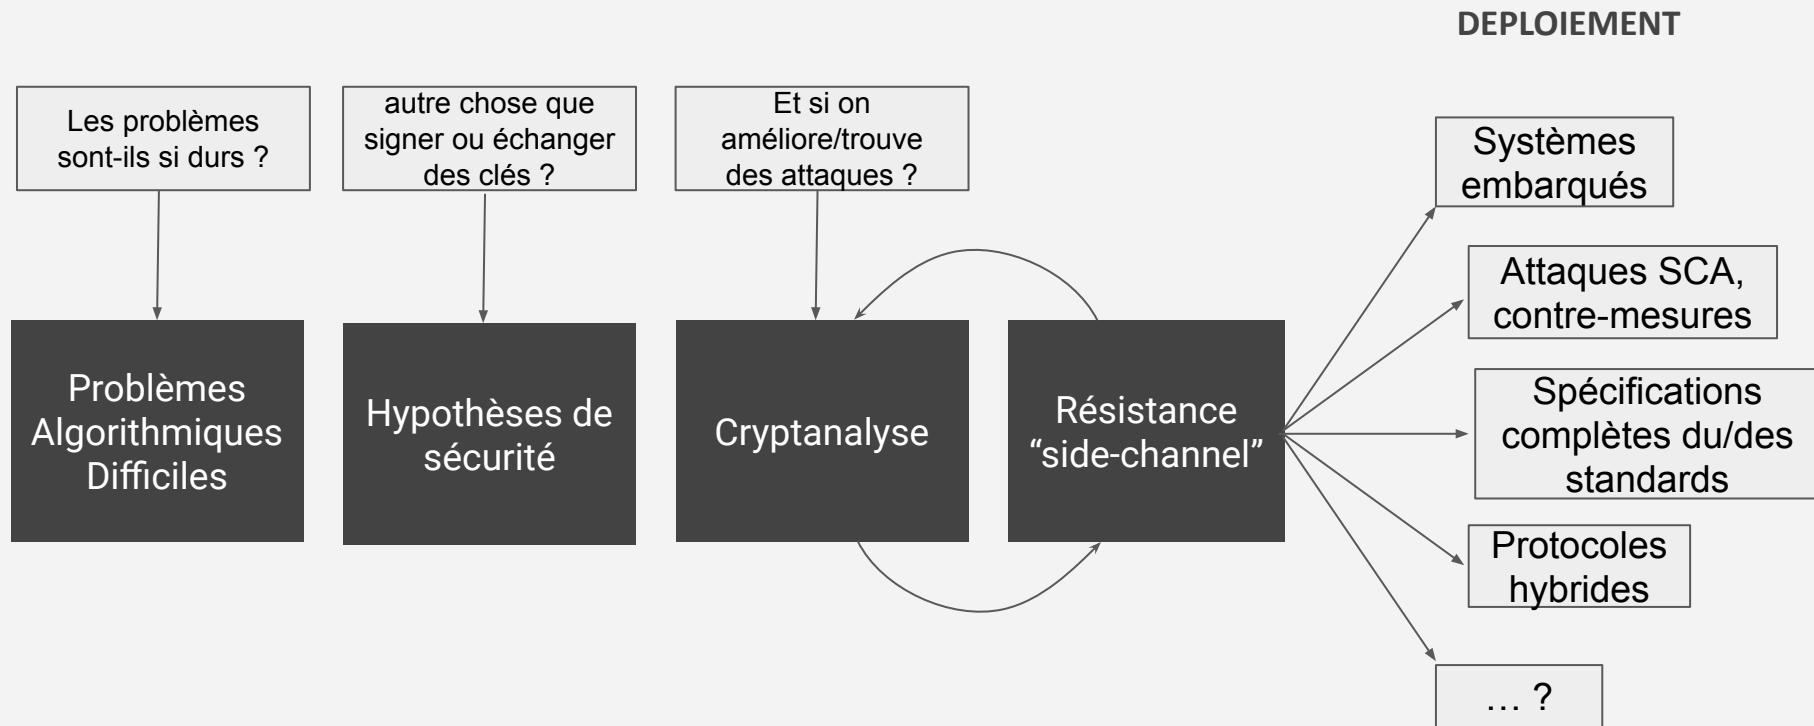 DEPLOIEMENT
Les problèmes
sont-ils si durs ?
autre chose que
signer ou échanger
des clés ?
Et si on
améliore/trouve
des attaques ?
Problèmes
Algorithmiques
Difficiles
Hypothèses de
sécurité
Cryptanalyse
Résistance
“side-channel”
Systèmes
embarqués
Attaques SCA,
contre-mesures
Spécifications
complètes du/des
standards
Protocoles
hybrides
… ?